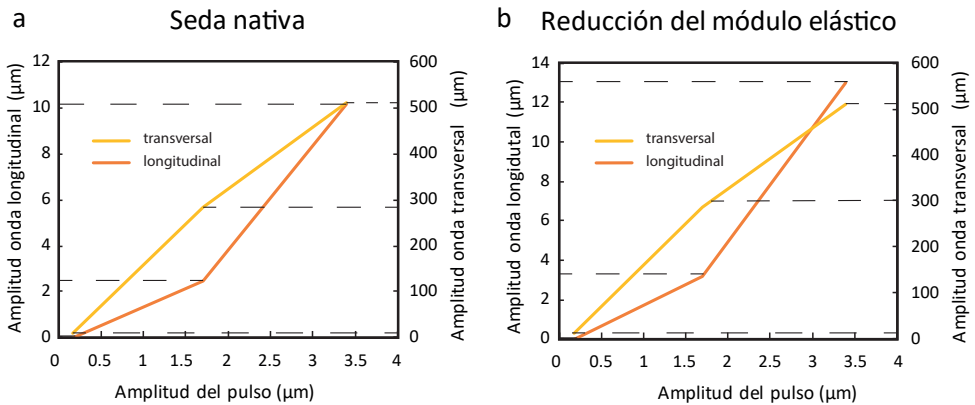 a
Seda nativa
Amplitud onda longitudinal (µm)
12
10
8
6
4
2
0
transversal
longitudinal
600
500
400
300
200
100
0
Amplitud onda transversal (µm)
0 0.5 1 1.5 2 2.5 3 3.5 4
Amplitud del pulso (µm)
b
Reducción del módulo elástico
Amplitud onda longidutal (µm)
14
12
10
8
6
4
2
0
transversal
longitudinal
600
500
400
300
200
100
0
Amplitud onda transversal (µm)
0 0.5 1 1.5 2 2.5 3 3.5 4
Amplitud del pulso (µm)